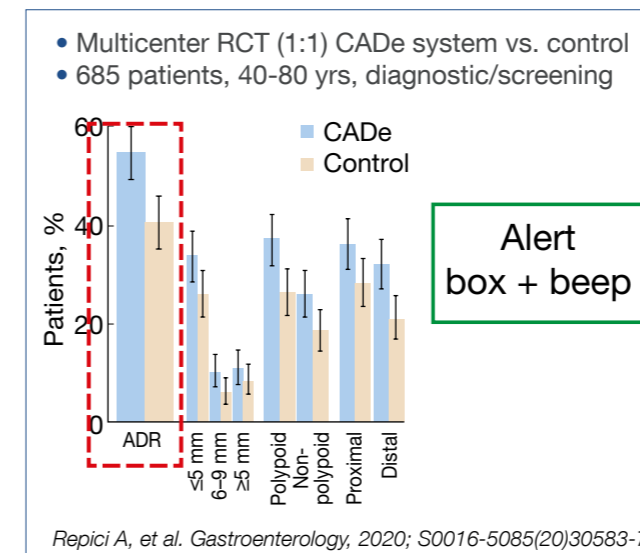 • Multicenter RCT (1:1) CADe system vs. control
• 685 patients, 40-80 yrs, diagnostic/screening
CADe
Control
Patients, %
60
40
20
0
ADR
≤5 mm
6–9 mm
≥5 mm
Polypoid
Non-
polypoid
Proximal
Distal
Alert
box + beep
Repici A, et al. Gastroenterology, 2020; S0016-5085(20)30583-7